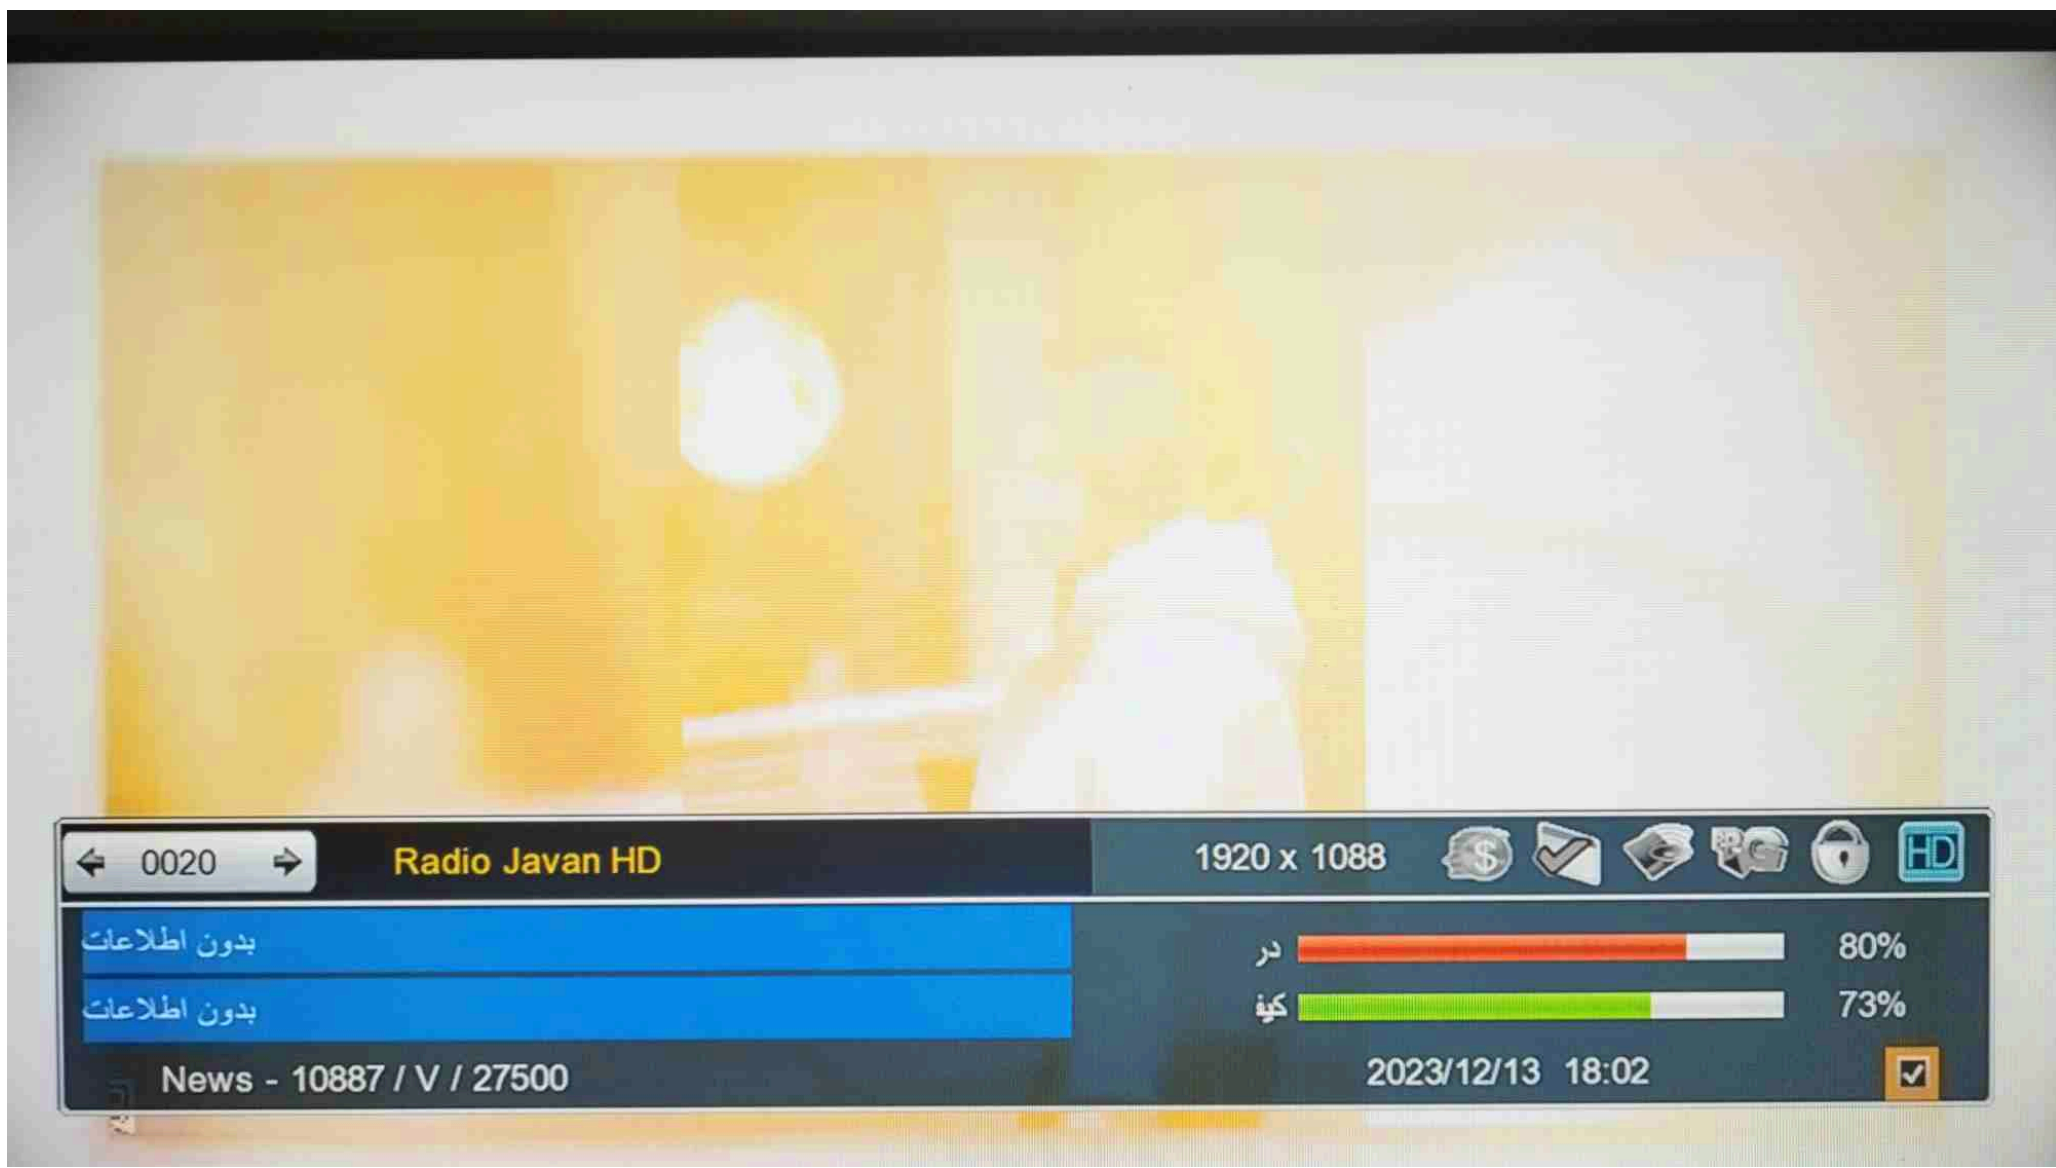 0020
Radio Javan HD
1920 x 1088
$
HD
بدون اطلاعات
در
80%
بدون اطلاعات
كيف
73%
News - 10887 / V / 27500
2023/12/13 18:02